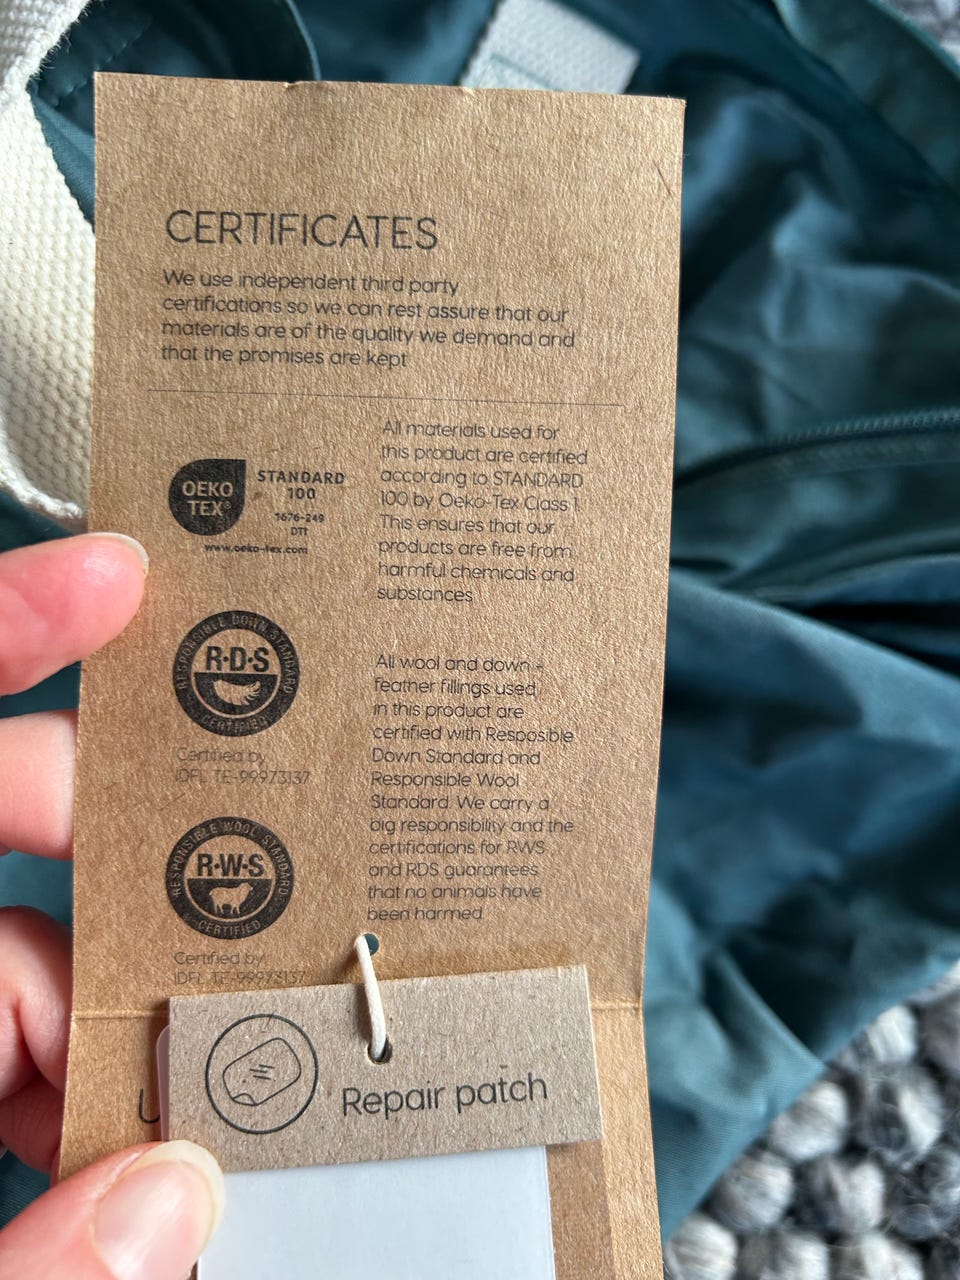 CERTIFICATES
We use independent third party
certifications so we can rest assure that our
materials are of the quality we demand and
that the promises are kept
OEKO
TEX®
STANDARD
100
1676-249
DTI
www.oeko-tex.com
All materials used for
this product are certified
according to STANDARD
100 by Oeko-Tex Class 1.
This ensures that our
products are free from
harmful chemicals and
substances.
RESPONSIBLE DOWN STANDARD
R·D·S
CERTIFIED
Certified by
IDFL TE-99973137
RESPONSIBLE WOOL STANDARD
R·W·S
CERTIFIED
Certified by
IDFL TE-99973137
All wool and down -
feather fillings used
in this product are
certified with Resposible
Down Standard and
Responsible Wool
Standard. We carry a
big responsibility and the
certifications for RWS
and RDS guarantees
that no animals have
been harmed.
Repair patch